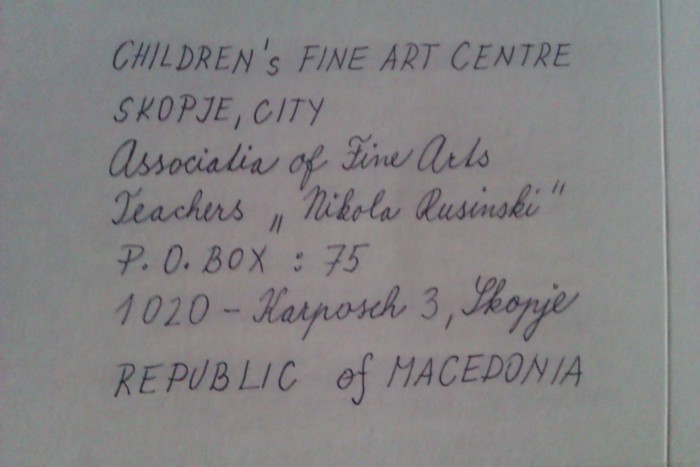 CHILDREN's FINE ART CENTRE
SKOPJE, CITY
Associatia of Fine Arts
Teachers „Nikola Rusinski"
P. O. BOX : 75
1020 - Karposch 3, Skopje
REPUBLIC of MACEDONIA